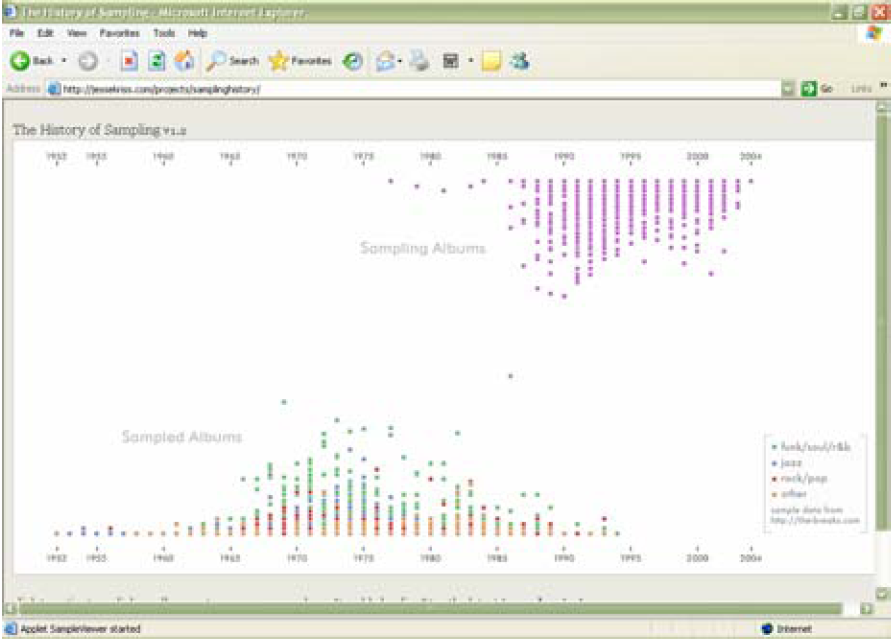 The History of Sampling - Microsoft Internet Explorer
File Edit View Favorites Tools Help
Back Search Favorites
Address http://jessekriss.com/projects/samplinghistory/ Go Links
The History of Sampling v1.2
1952 1955 1960 1965 1970 1975 1980 1985 1990 1995 2000 2004
Sampling Albums
Sampled Albums
funk/soul/r&b
jazz
rock/pop
other
sample data from
http://the-breaks.com
1952 1955 1960 1965 1970 1975 1980 1985 1990 1995 2000 2004
Applet SampleViewer started Internet